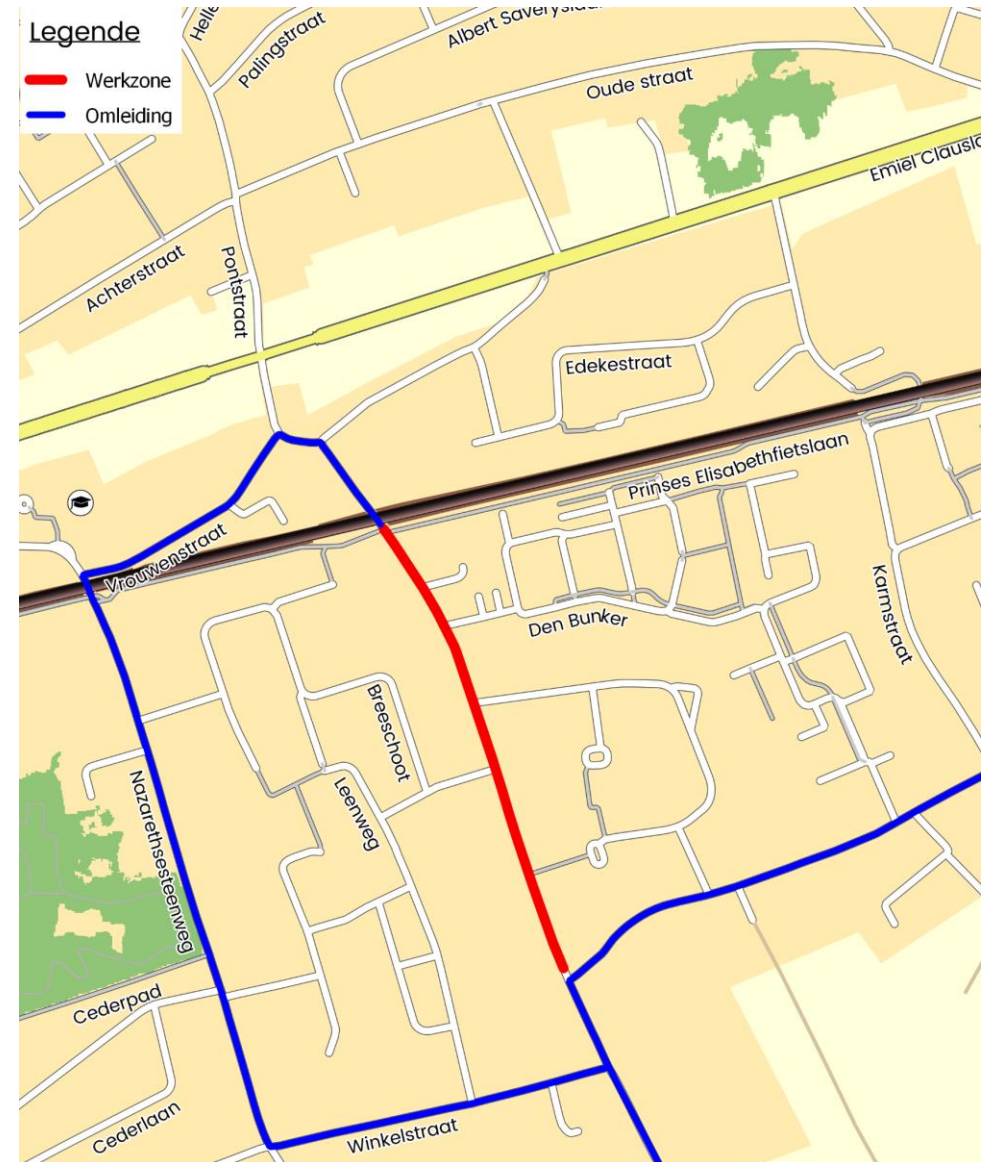 Legende
Werkzone
Omleiding
Palingstraat
Oude straat
Achterstraat
Pontstraat
Edekestraat
Prinses Elisabethfietslaan
Vrouwenstraat
Den Bunker
Karmstraat
Breeschoot
Leenweg
Nazarethsesteenweg
Cederpad
Cederlaan
Winkelstraat